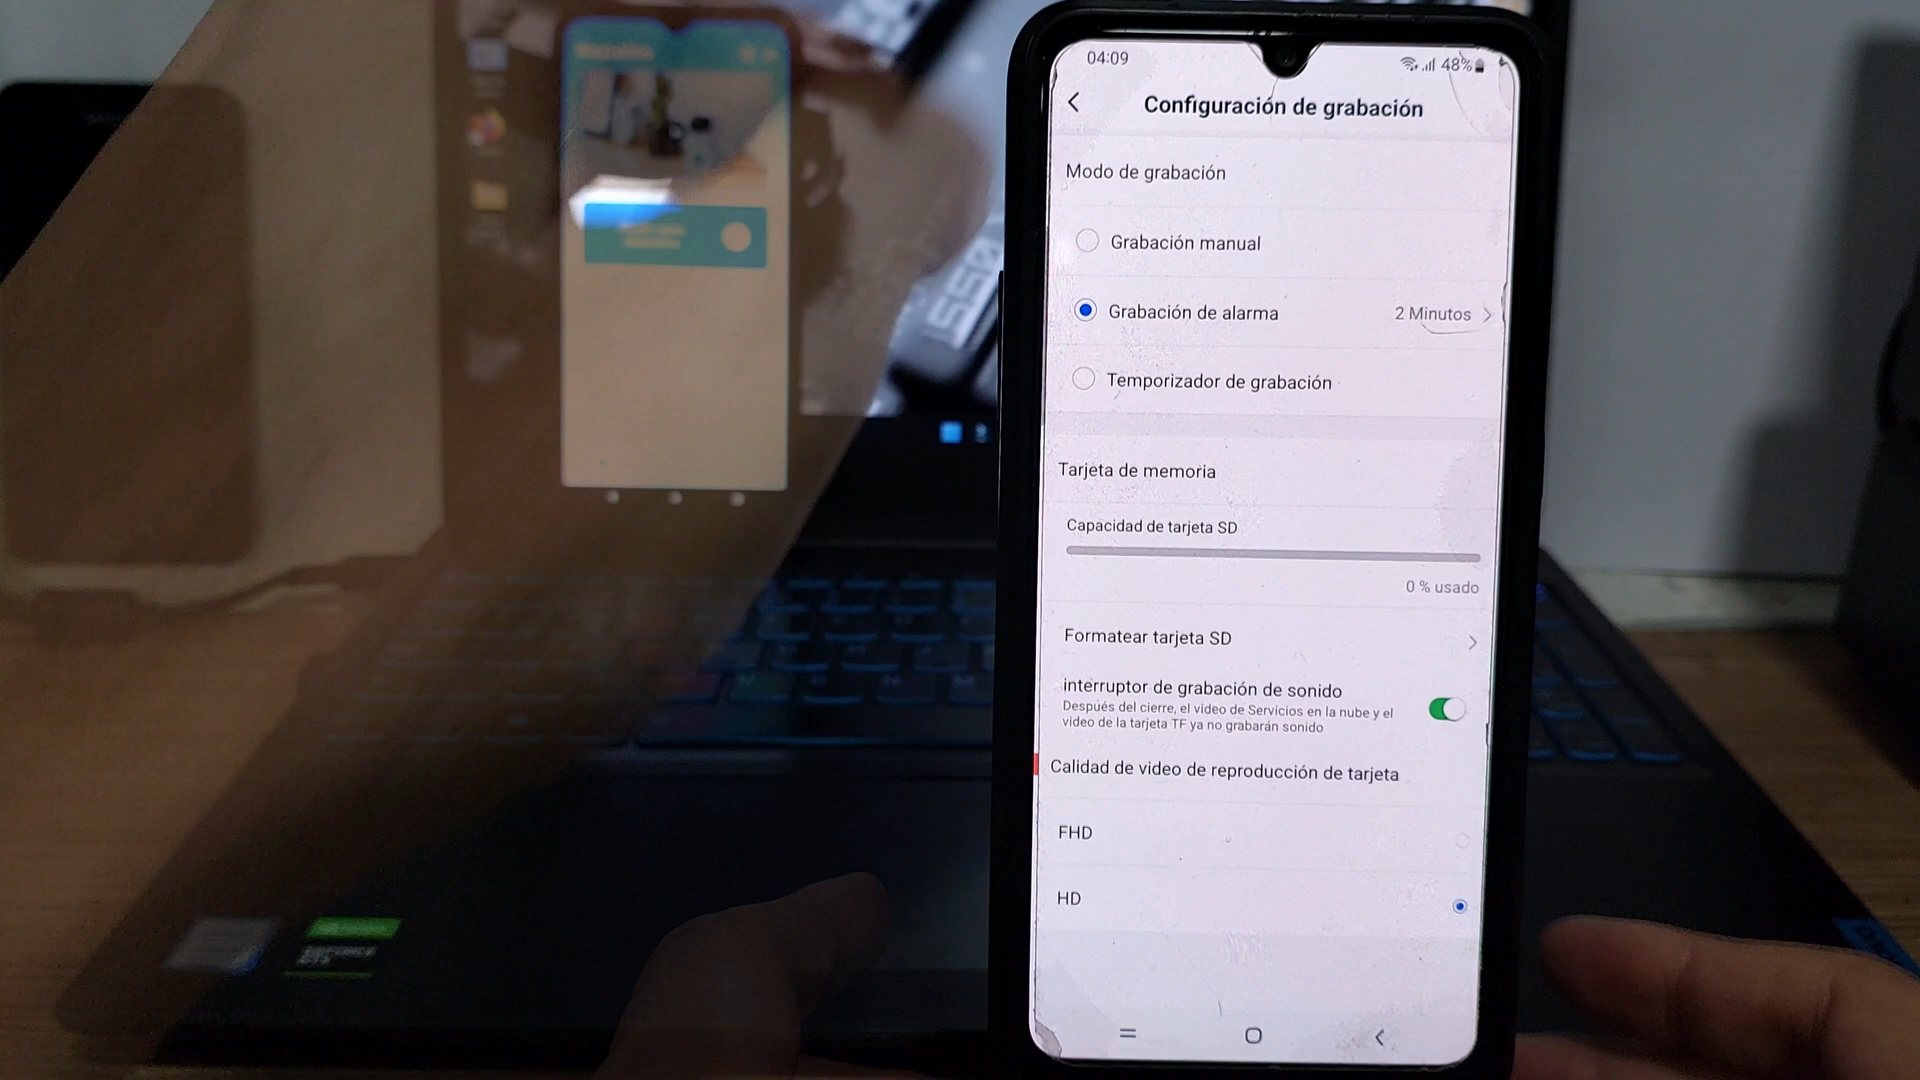 04:09
48%
Configuración de grabación
Modo de grabación
Grabación manual
Grabación de alarma
2 Minutos
Temporizador de grabación
Tarjeta de memoria
Capacidad de tarjeta SD
0 % usado
Formatear tarjeta SD
interruptor de grabación de sonido
Después del cierre, el video de Servicios en la nube y el
video de la tarjeta TF ya no grabarán sonido
Calidad de video de reproducción de tarjeta
FHD
HD